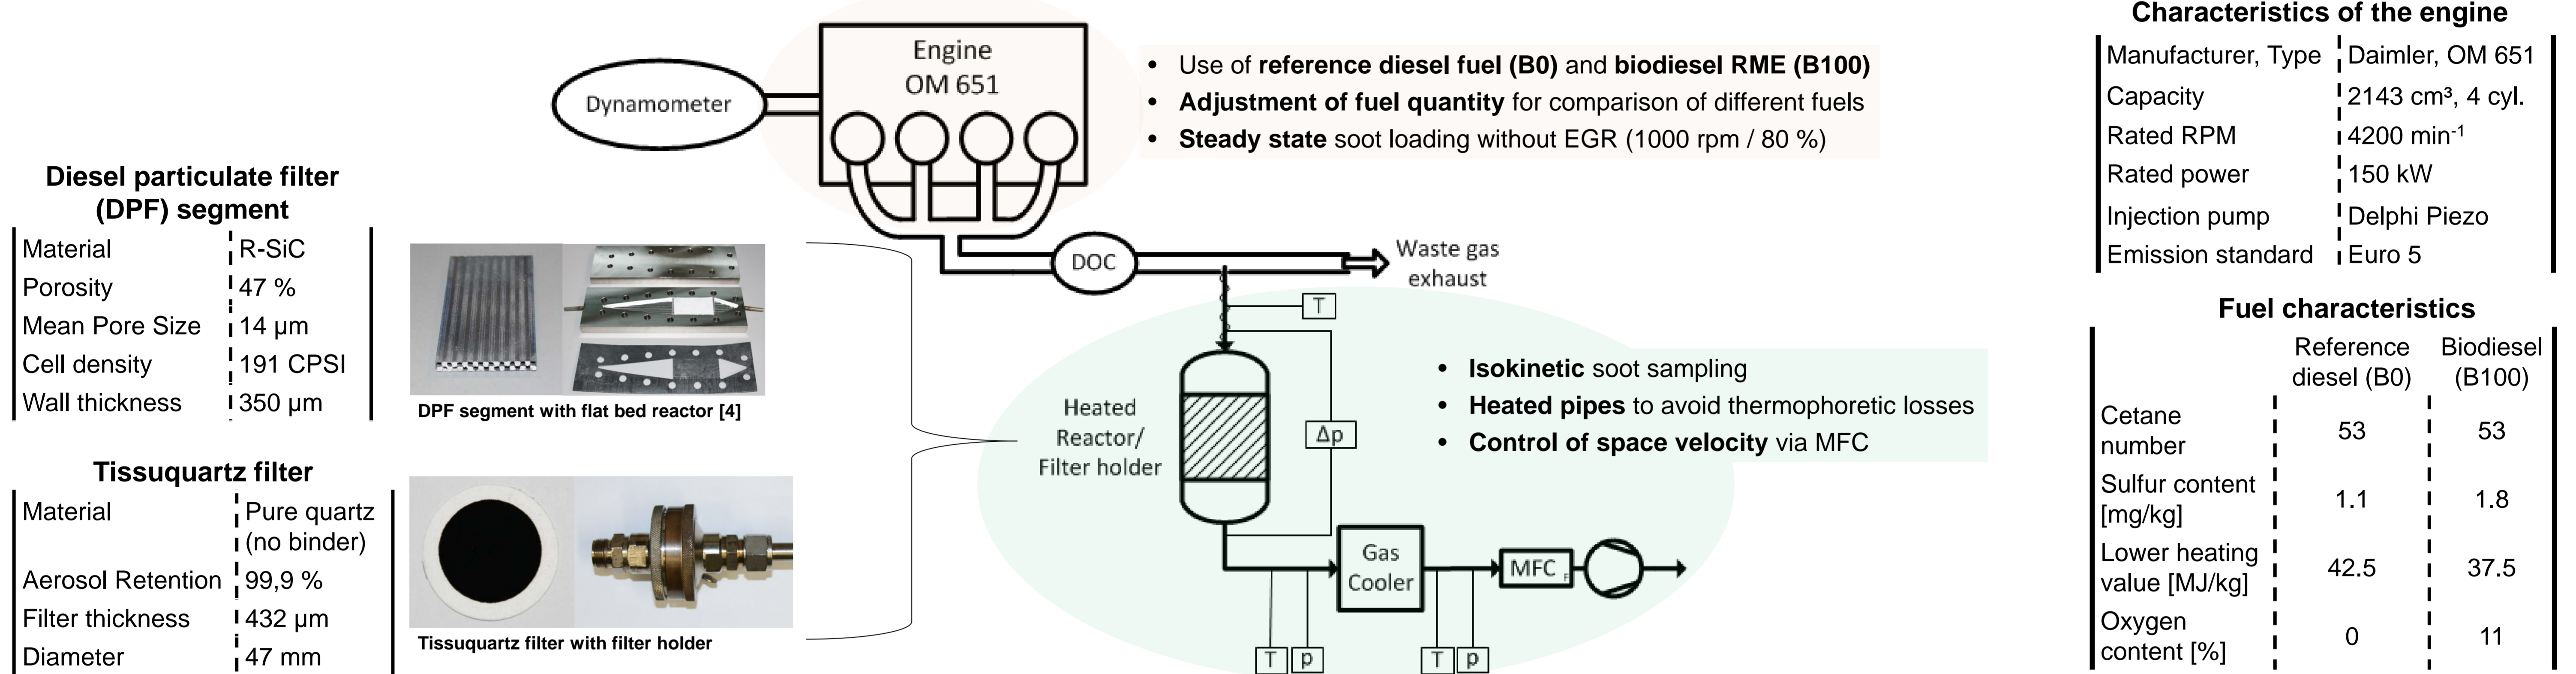 Diesel particulate filter
(DPF) segment
Material R-SiC
Porosity 47 %
Mean Pore Size 14 µm
Cell density 191 CPSI
Wall thickness 350 µm
Tissuquartz filter
Material Pure quartz
(no binder)
Aerosol Retention 99,9 %
Filter thickness 432 µm
Diameter 47 mm
DPF segment with flat bed reactor [4]
Tissuquartz filter with filter holder
Dynamometer
Engine
OM 651
• Use of reference diesel fuel (B0) and biodiesel RME (B100)
• Adjustment of fuel quantity for comparison of different fuels
• Steady state soot loading without EGR (1000 rpm / 80 %)
DOC
Waste gas
exhaust
T
Heated
Reactor/
Filter holder
Δp
• Isokinetic soot sampling
• Heated pipes to avoid thermophoretic losses
• Control of space velocity via MFC
Gas
Cooler
MFC F
T p T p
Characteristics of the engine
Manufacturer, Type Daimler, OM 651
Capacity 2143 cm³, 4 cyl.
Rated RPM 4200 min⁻¹
Rated power 150 kW
Injection pump Delphi Piezo
Emission standard Euro 5
Fuel characteristics
Reference Biodiesel
diesel (B0) (B100)
Cetane
number 53 53
Sulfur content
[mg/kg] 1.1 1.8
Lower heating
value [MJ/kg] 42.5 37.5
Oxygen
content [%] 0 11